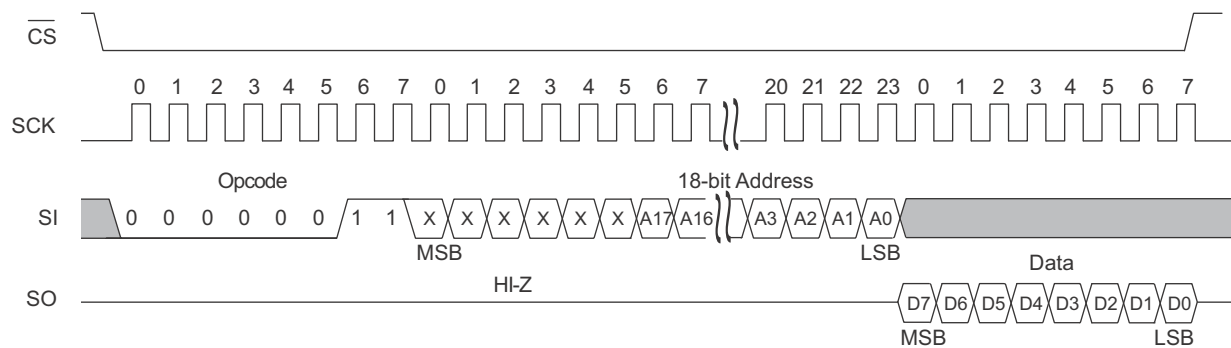 CS
0 1 2 3 4 5 6 7 0 1 2 3 4 5 6 7 20 21 22 23 0 1 2 3 4 5 6 7
SCK
Opcode 18-bit Address
SI 0 0 0 0 0 0 1 1 X X X X X X A17 A16 A3 A2 A1 A0
MSB LSB
HI-Z Data
SO D7 D6 D5 D4 D3 D2 D1 D0
MSB LSB